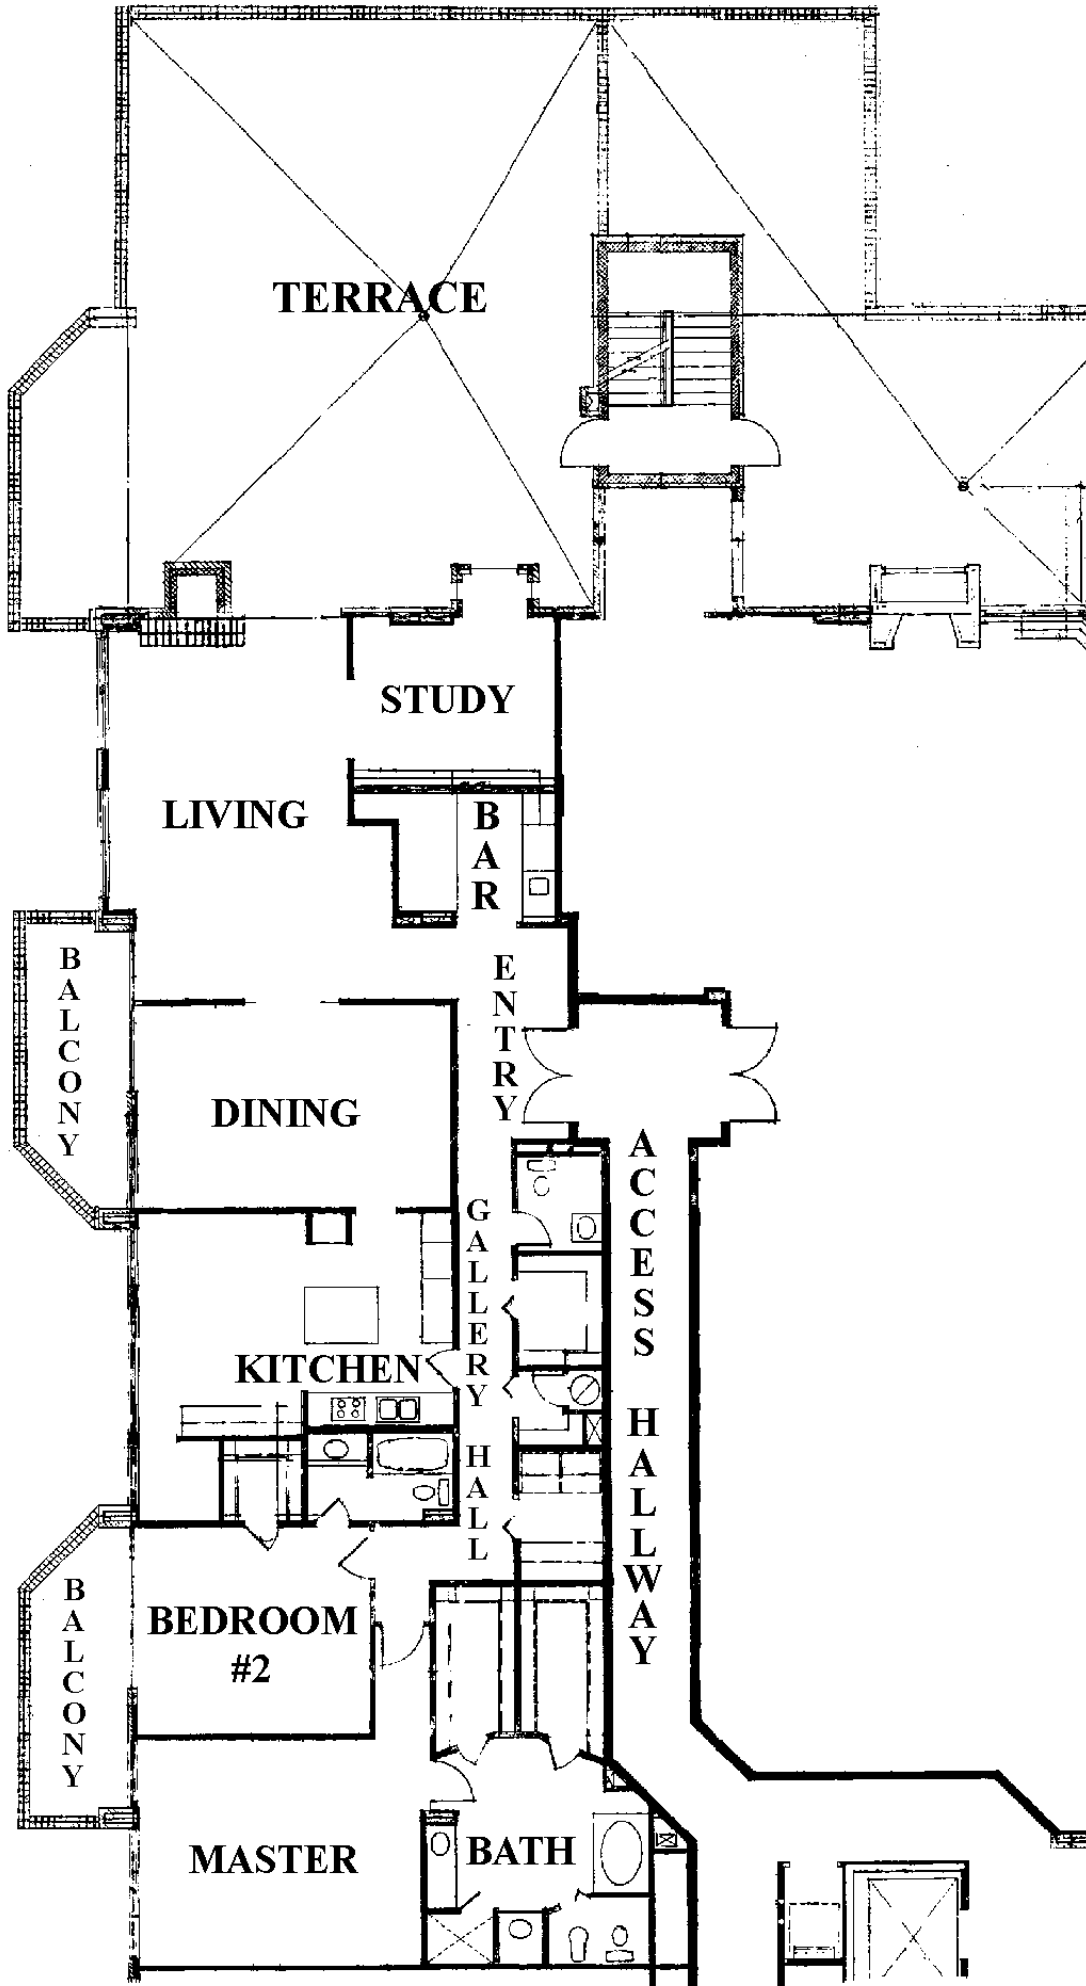 TERRACE
STUDY
LIVING
BAR
BALCONY
ENTRY
DINING
ACCESS HALLWAY
GALLERY HALL
KITCHEN
BALCONY
BEDROOM
#2
MASTER
BATH